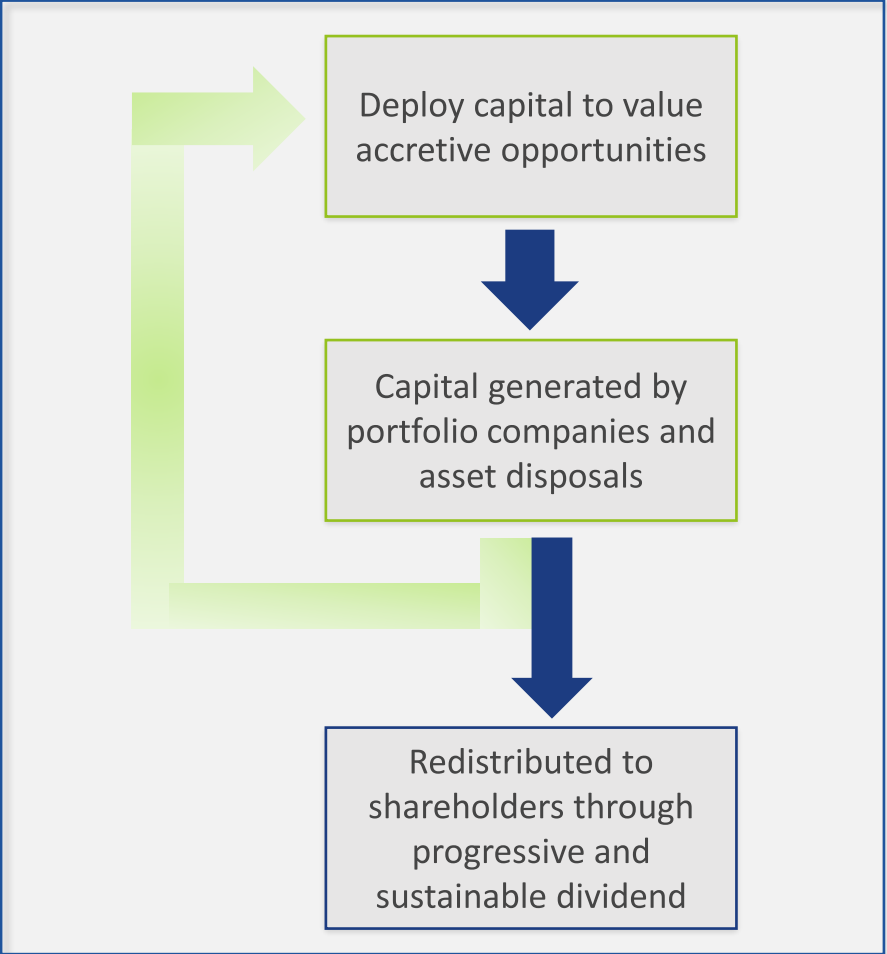 Deploy capital to value
accretive opportunities
Capital generated by
portfolio companies and
asset disposals
Redistributed to
shareholders through
progressive and
sustainable dividend